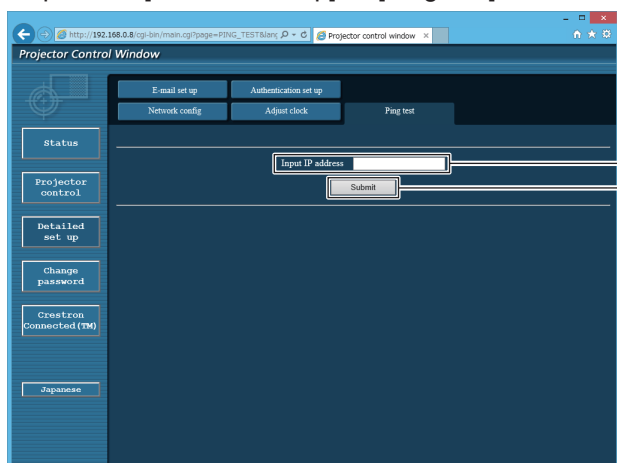 http://192.168.0.8/cgi-bin/main.cgi?page=PING_TEST&lang
Projector control window
Projector Control Window
E-mail set up
Authentication set up
Network config
Adjust clock
Ping test
Status
Input IP address
Submit
Projector
control
Detailed
set up
Change
password
Crestron
Connected(TM)
Japanese